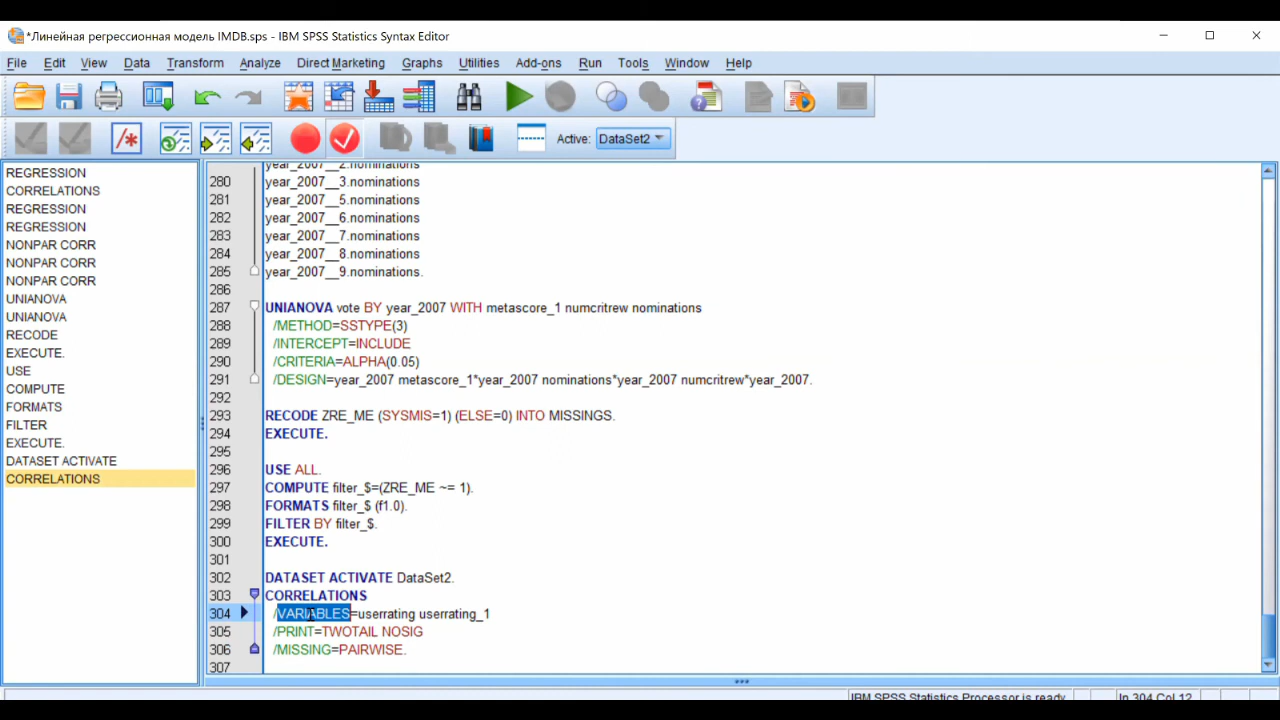 *Линейная регрессионная модель IMDB.sps - IBM SPSS Statistics Syntax Editor
File Edit View Data Transform Analyze Direct Marketing Graphs Utilities Add-ons Run Tools Window Help
Active: DataSet2
REGRESSION
CORRELATIONS
REGRESSION
REGRESSION
NONPAR CORR
NONPAR CORR
NONPAR CORR
UNIANOVA
UNIANOVA
RECODE
EXECUTE.
USE
COMPUTE
FORMATS
FILTER
EXECUTE.
DATASET ACTIVATE
CORRELATIONS
year_2007__2.nominations
280 year_2007__3.nominations
281 year_2007__5.nominations
282 year_2007__6.nominations
283 year_2007__7.nominations
284 year_2007__8.nominations
285 year_2007__9.nominations.
286
287 UNIANOVA vote BY year_2007 WITH metascore_1 numcritrew nominations
288 /METHOD=SSTYPE(3)
289 /INTERCEPT=INCLUDE
290 /CRITERIA=ALPHA(0.05)
291 /DESIGN=year_2007 metascore_1*year_2007 nominations*year_2007 numcritrew*year_2007.
292
293 RECODE ZRE_ME (SYSMIS=1) (ELSE=0) INTO MISSINGS.
294 EXECUTE.
295
296 USE ALL.
297 COMPUTE filter_$=(ZRE_ME ~= 1).
298 FORMATS filter_$ (f1.0).
299 FILTER BY filter_$.
300 EXECUTE.
301
302 DATASET ACTIVATE DataSet2.
303 CORRELATIONS
304 /VARIABLES=userrating userrating_1
305 /PRINT=TWOTAIL NOSIG
306 /MISSING=PAIRWISE.
307
IBM SPSS Statistics Processor is ready In 304 Col 12